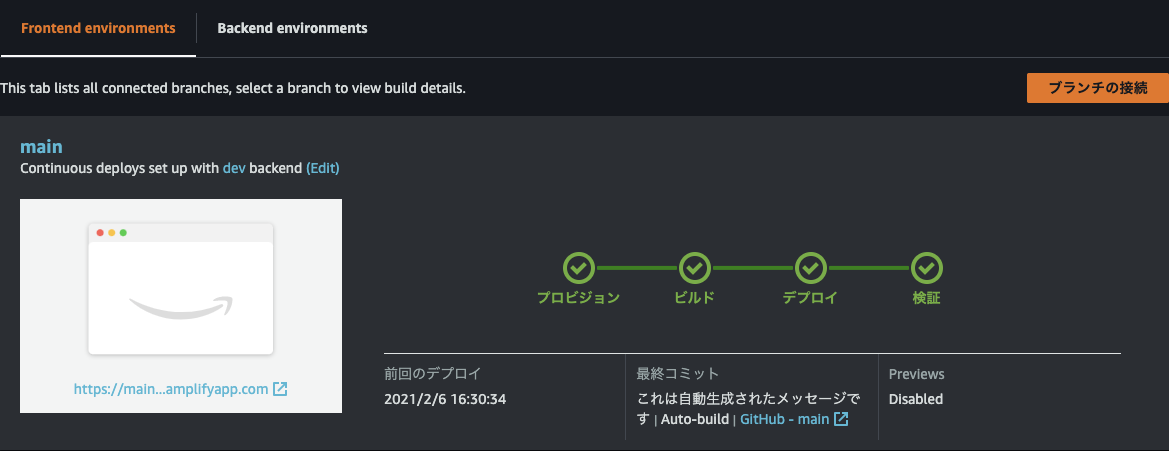 Frontend environments
Backend environments
This tab lists all connected branches, select a branch to view build details.
ブランチの接続
main
Continuous deploys set up with dev backend (Edit)
https://main...amplifyapp.com
プロビジョン
ビルド
デプロイ
検証
前回のデプロイ
2021/2/6 16:30:34
最終コミット
これは自動生成されたメッセージで
す | Auto-build | GitHub - main
Previews
Disabled